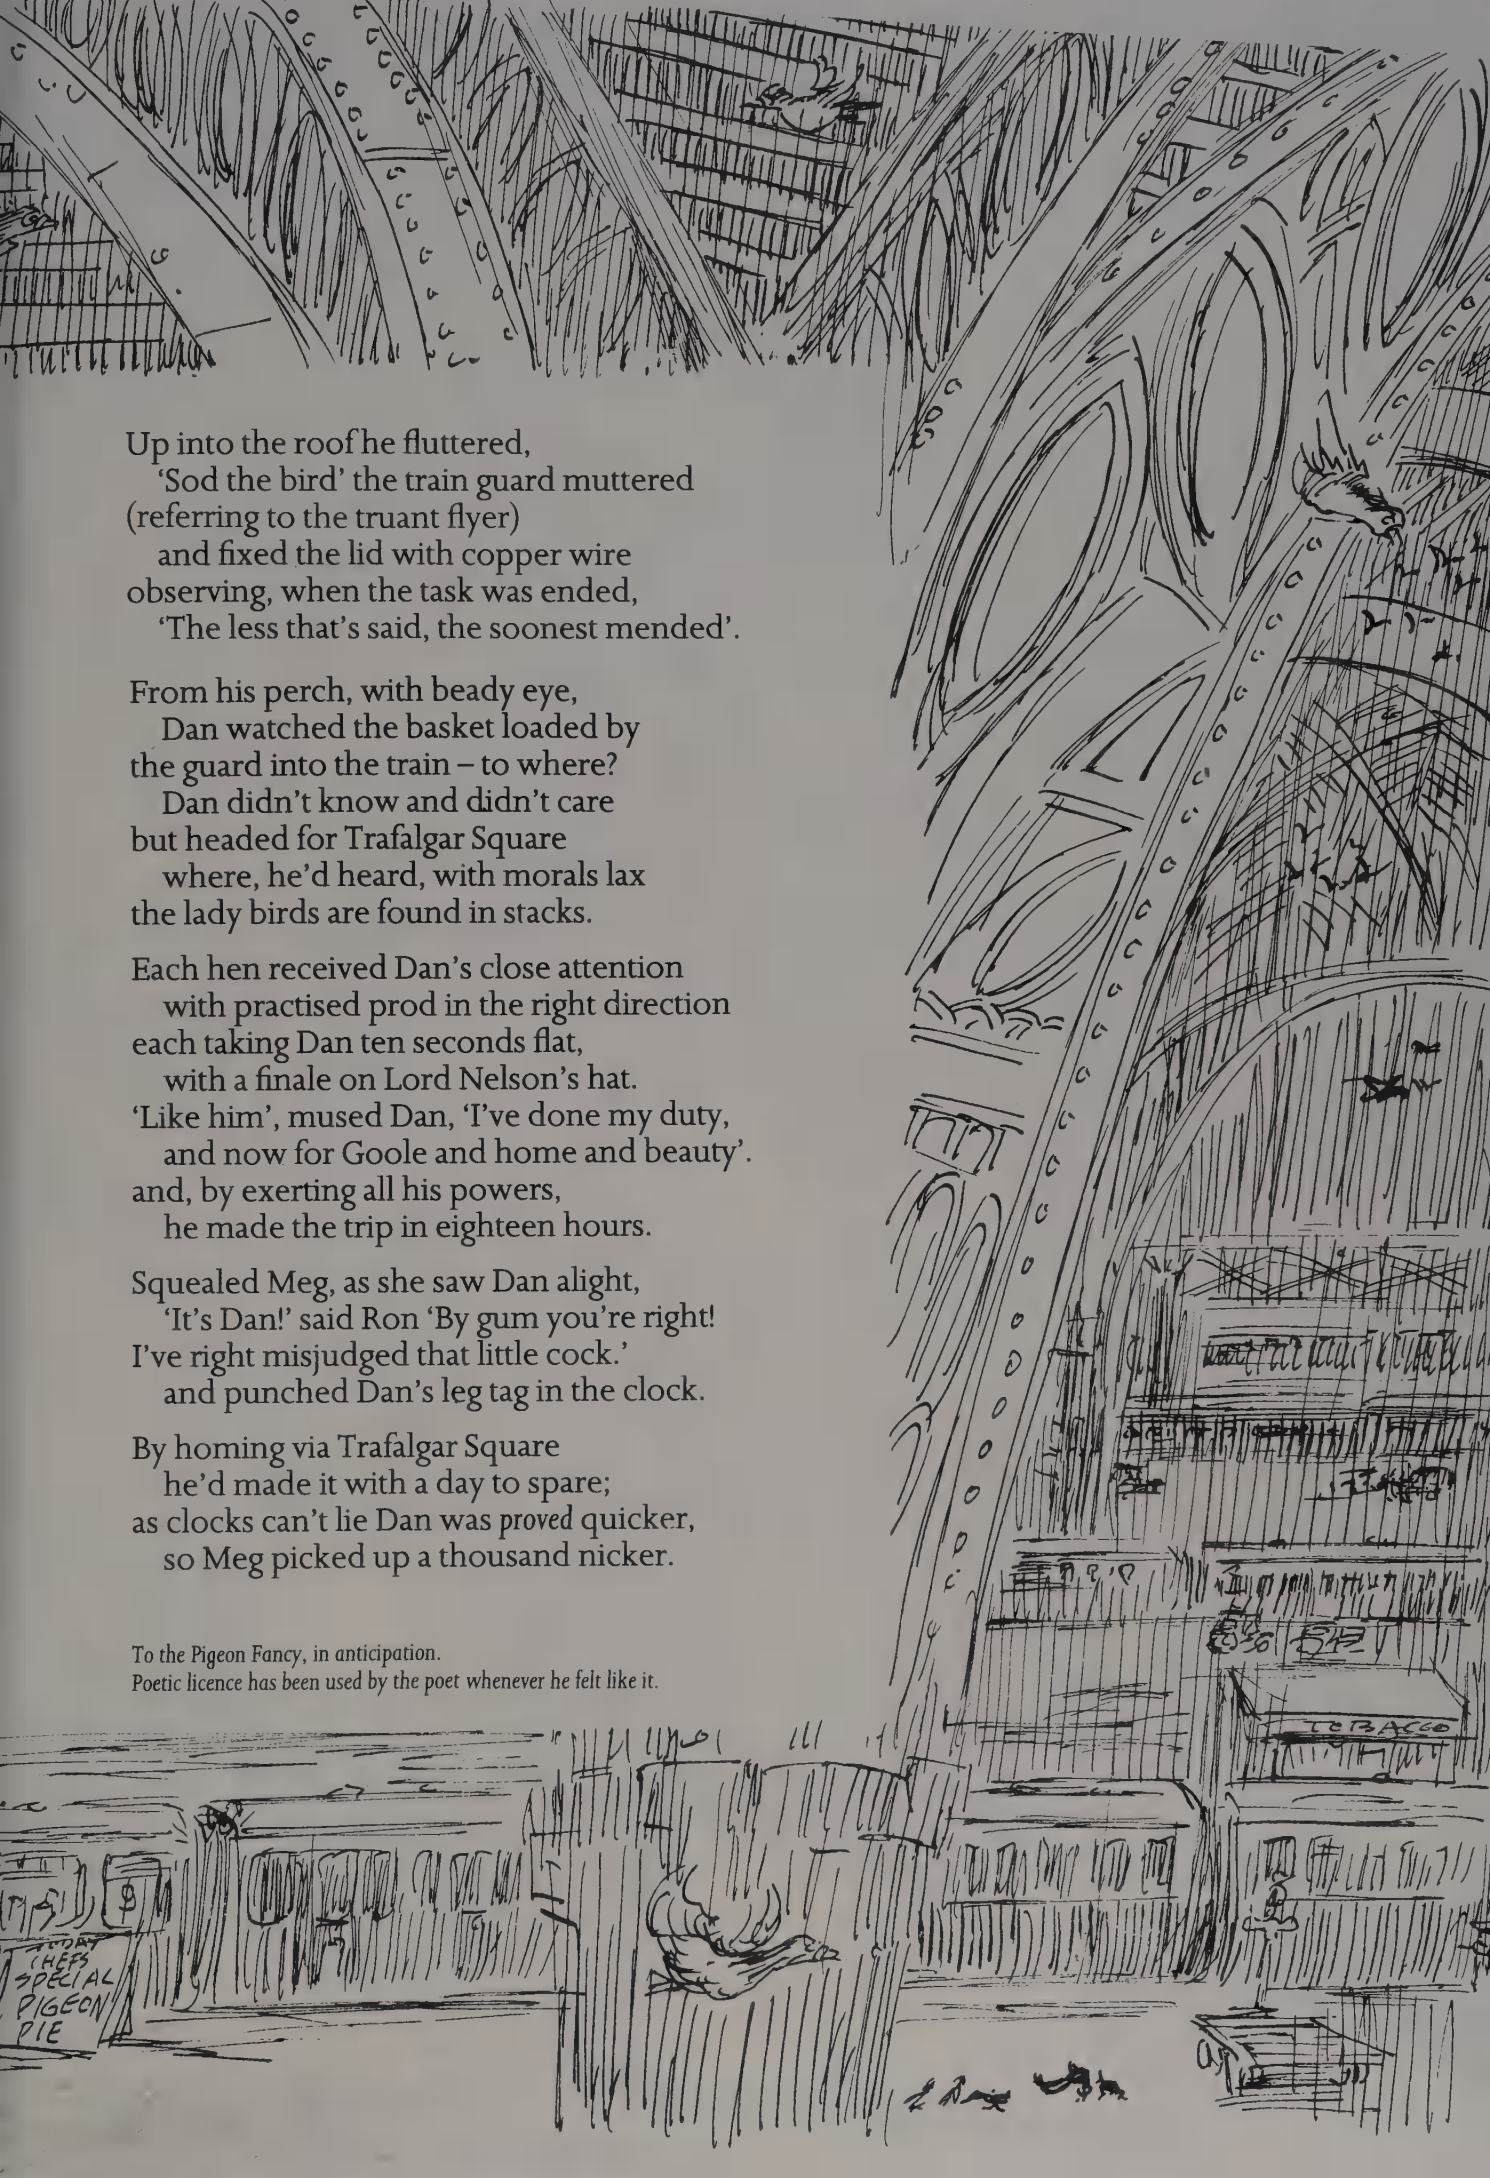 Up into the roof he fluttered,
‘Sod the bird’ the train guard muttered
(referring to the truant flyer)
and fixed the lid with copper wire
observing, when the task was ended,
‘The less that’s said, the soonest mended’.
From his perch, with beady eye,
Dan watched the basket loaded by
the guard into the train – to where?
Dan didn’t know and didn’t care
but headed for Trafalgar Square
where, he’d heard, with morals lax
the lady birds are found in stacks.
Each hen received Dan’s close attention
with practised prod in the right direction
each taking Dan ten seconds flat,
with a finale on Lord Nelson’s hat.
‘Like him’, mused Dan, ‘I’ve done my duty,
and now for Goole and home and beauty’.
and, by exerting all his powers,
he made the trip in eighteen hours.
Squealed Meg, as she saw Dan alight,
‘It’s Dan!’ said Ron ‘By gum you’re right!
I’ve right misjudged that little cock.’
and punched Dan’s leg tag in the clock.
By homing via Trafalgar Square
he’d made it with a day to spare;
as clocks can’t lie Dan was proved quicker,
so Meg picked up a thousand nicker.
To the Pigeon Fancy, in anticipation.
Poetic licence has been used by the poet whenever he felt like it.
TOBACCO
TODAY
CHEFS
SPECIAL
PIGEON
PIE